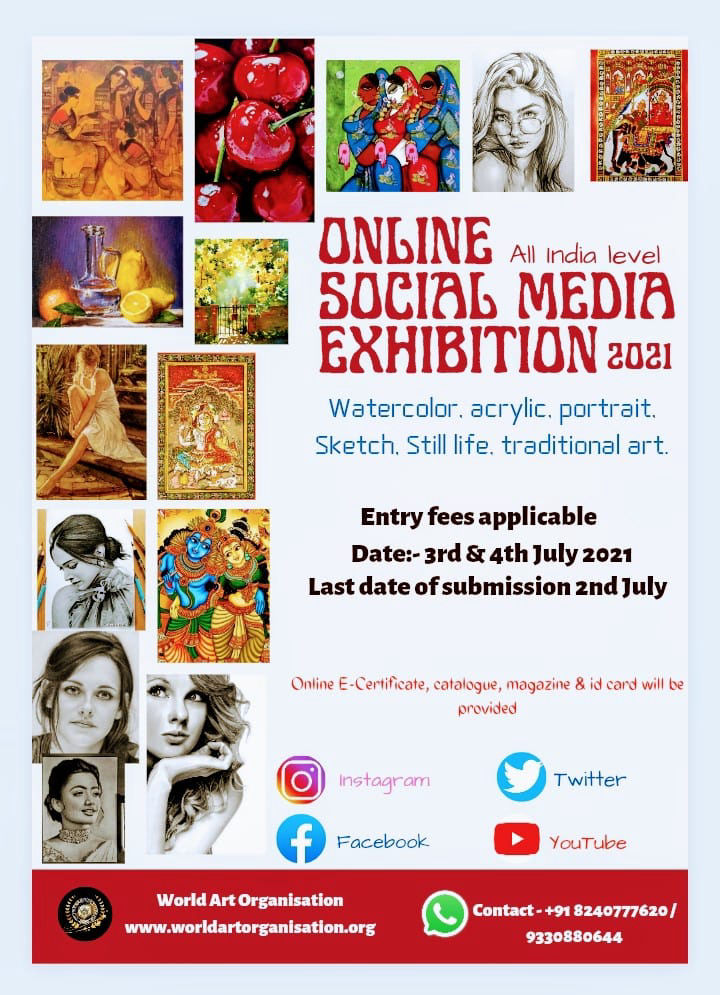 ONLINE All India level
SOCIAL MEDIA
EXHIBITION 2021
Watercolor, acrylic, portrait,
Sketch, Still life, traditional art.
Entry fees applicable
Date:- 3rd & 4th July 2021
Last date of submission 2nd July
Online E-Certificate, catalogue, magazine & id card will be
provided
Instagram
Twitter
Facebook
YouTube
World Art Organisation
www.worldartorganisation.org
Contact - +91 8240777620 /
9330880644